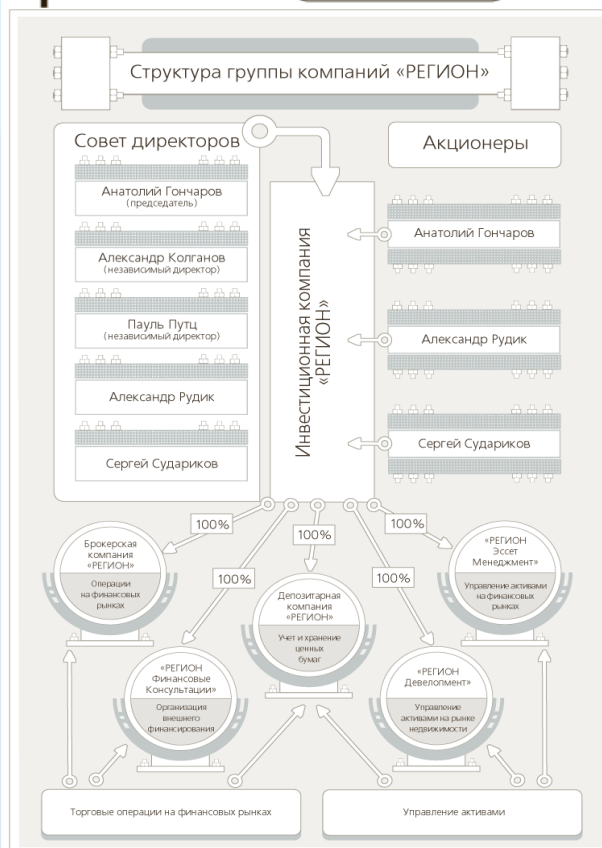 Структура группы компаний «РЕГИОН»
Совет директоров
Анатолий Гончаров
(председатель)
Александр Колганов
(независимый директор)
Пауль Путц
(независимый директор)
Александр Рудик
Сергей Судариков
Инвестиционная компания
«РЕГИОН»
Акционеры
Анатолий Гончаров
Александр Рудик
Сергей Судариков
100%
100%
100%
100%
100%
Брокерская
компания
«РЕГИОН»
Операции
на финансовых
рынках
«РЕГИОН
Финансовые
Консультации»
Организация
внешнего
финансирования
Депозитарная
компания
«РЕГИОН»
Учет и хранение
ценных
бумаг
«РЕГИОН
Девелопмент»
Управление
активами на рынке
недвижимости
«РЕГИОН
Эссет
Менеджмент»
Управление активами
на финансовых
рынках
Торговые операции на финансовых рынках
Управление активами